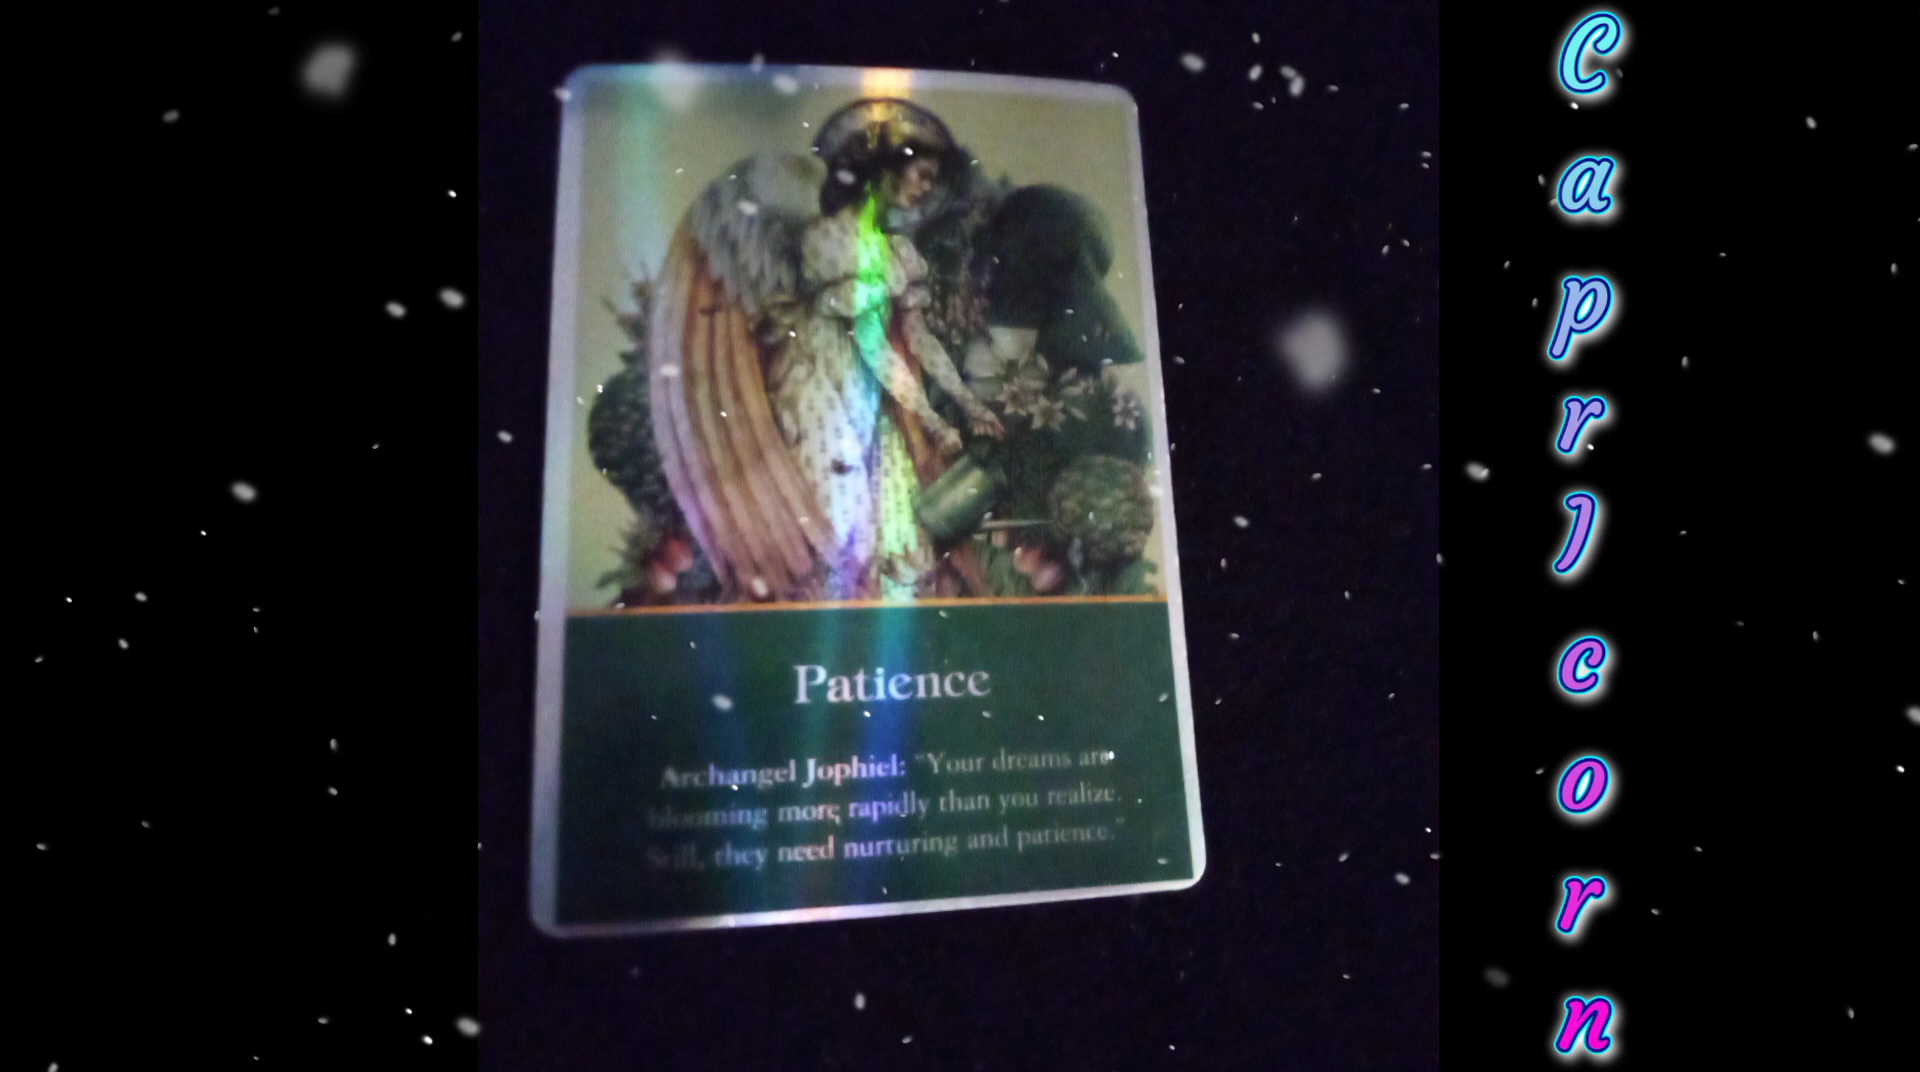 Patience
Archangel Jophiel: "Your dreams are
blooming more rapidly than you realize.
Still, they need nurturing and patience."
CaprIcorn